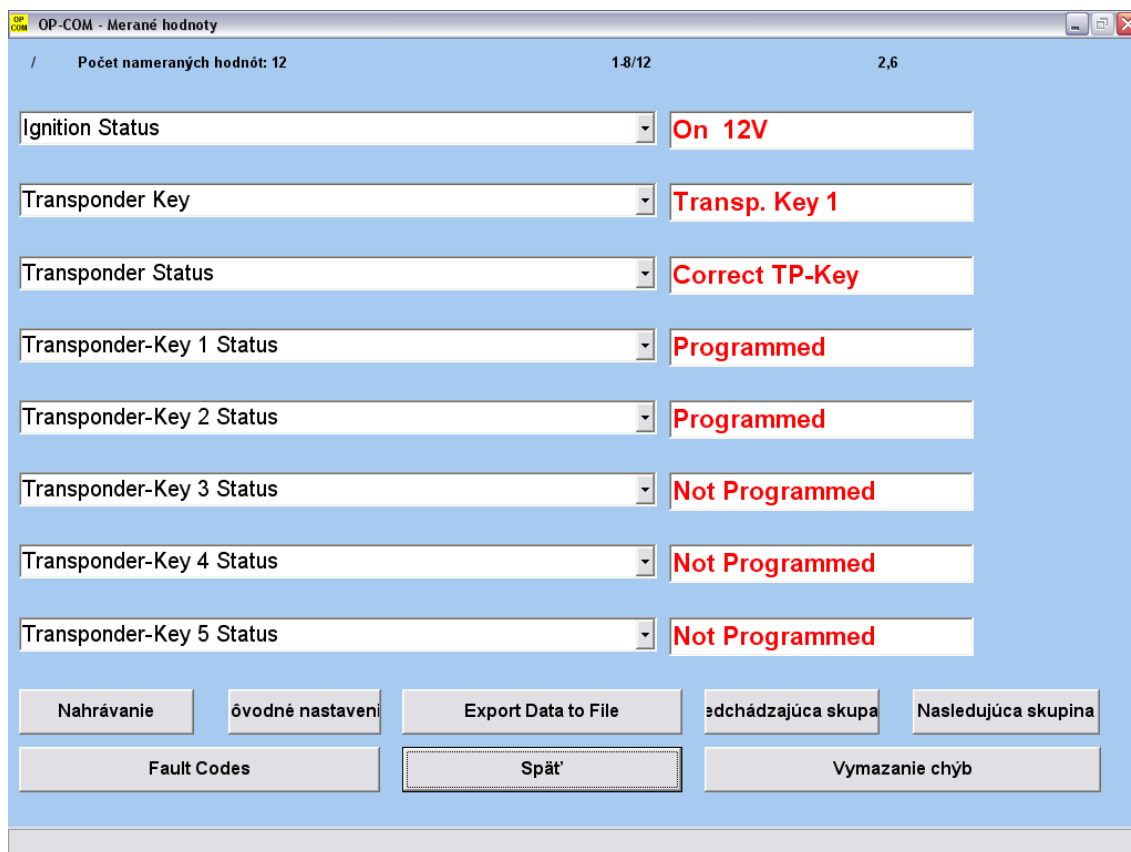 OP COM OP-COM - Merané hodnoty
/ Počet nameraných hodnôt: 12 1-8/12 2,6
Ignition Status On 12V
Transponder Key Transp. Key 1
Transponder Status Correct TP-Key
Transponder-Key 1 Status Programmed
Transponder-Key 2 Status Programmed
Transponder-Key 3 Status Not Programmed
Transponder-Key 4 Status Not Programmed
Transponder-Key 5 Status Not Programmed
Nahrávanie ôvodné nastavení Export Data to File edchádzajúca skupa Nasledujúca skupina
Fault Codes Späť Vymazanie chýb